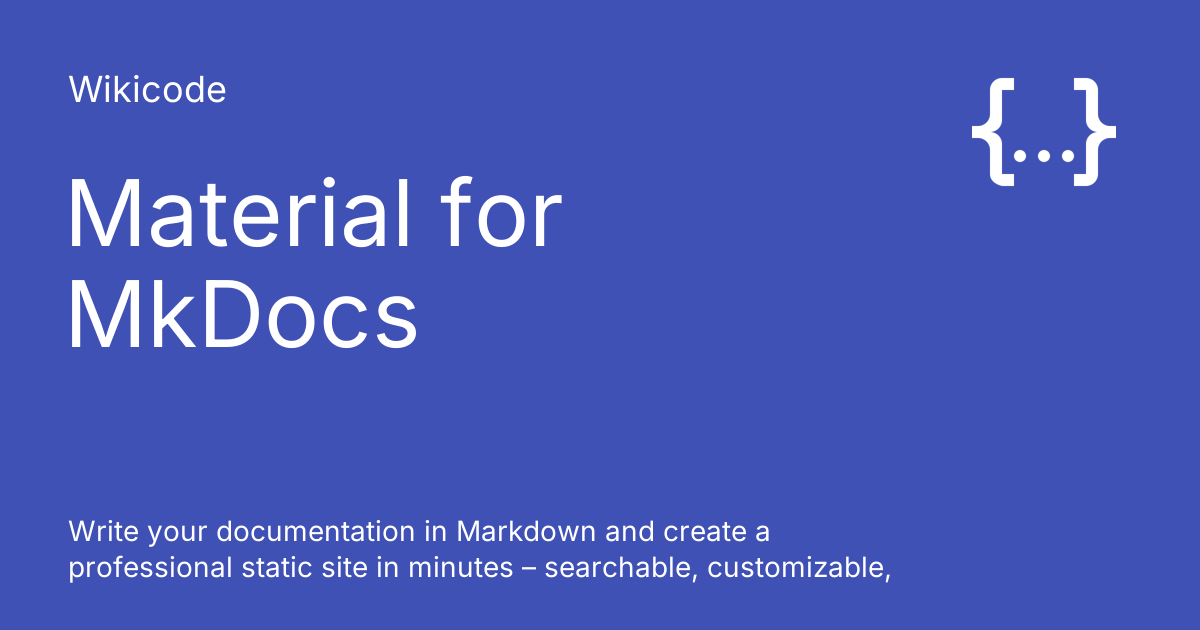 Wikicode
{...}
Material for
MkDocs
Write your documentation in Markdown and create a
professional static site in minutes – searchable, customizable,